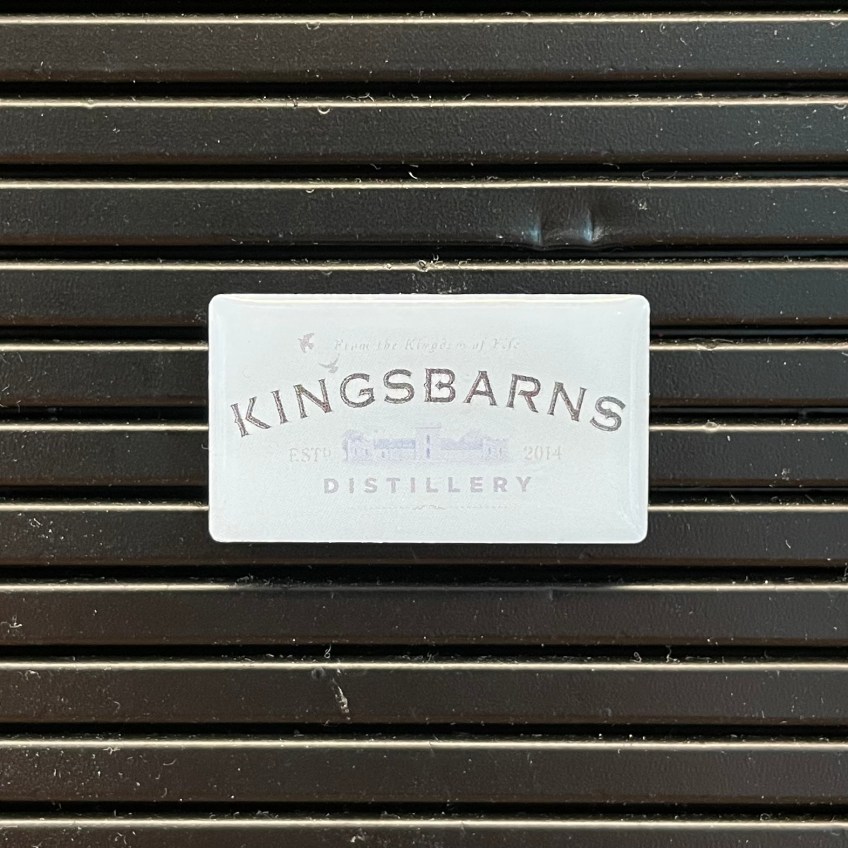 From the Kingdom of Fife
KINGSBARNS
ESTD. 2014
DISTILLERY